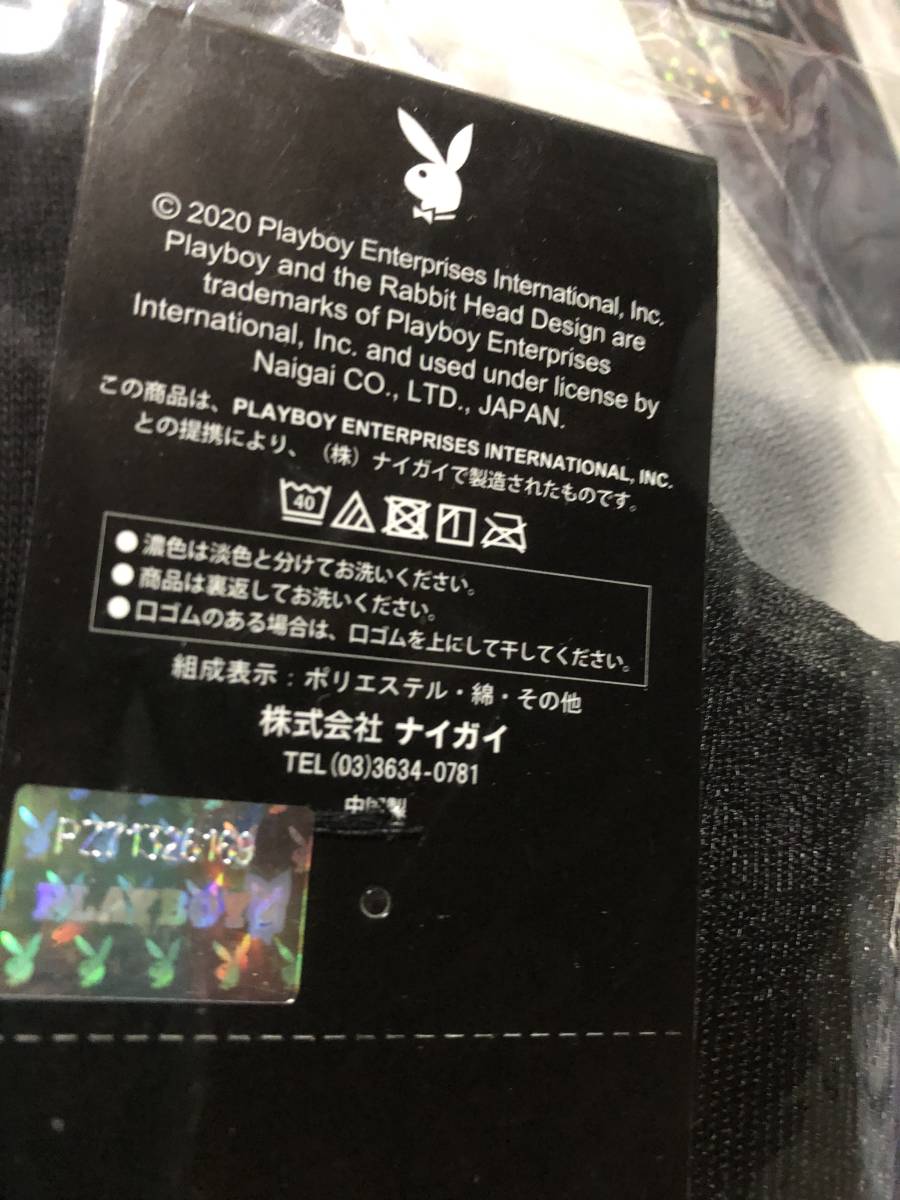 © 2020 Playboy Enterprises International, Inc.
Playboy and the Rabbit Head Design are
trademarks of Playboy Enterprises
International, Inc. and used under license by
Naigai CO., LTD., JAPAN.
この商品は、PLAYBOY ENTERPRISES INTERNATIONAL, INC.
との提携により、（株）ナイガイで製造されたものです。
40
●濃色は淡色と分けてお洗いください。
●商品は裏返してお洗いください。
●口ゴムのある場合は、口ゴムを上にして干してください。
組成表示：ポリエステル・綿・その他
株式会社 ナイガイ
TEL (03)3634-0781
中国製
PZ71326169
PLAYBOY